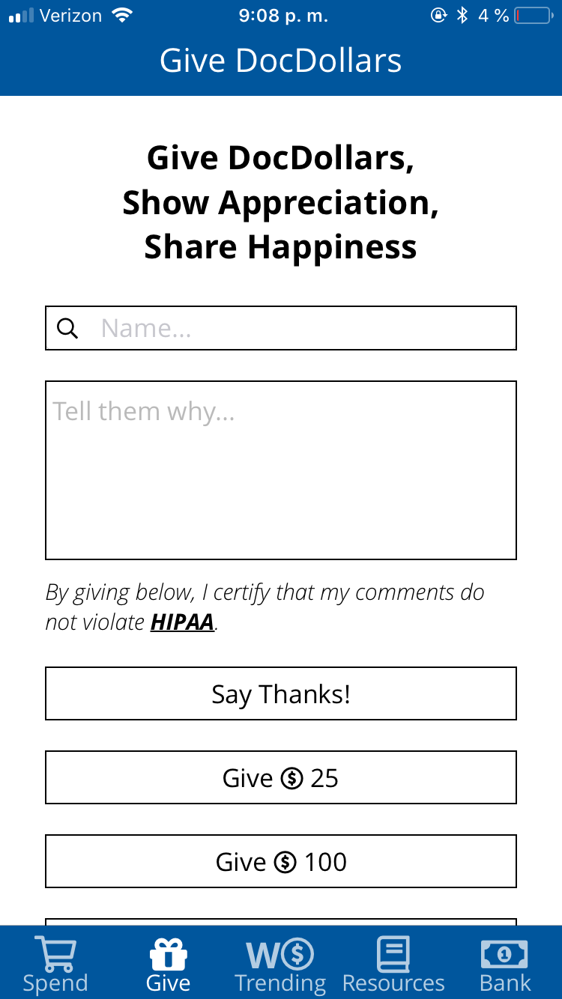 Verizon 9:08 p. m. 4 %
Give DocDollars
Give DocDollars,
Show Appreciation,
Share Happiness
Name...
Tell them why...
By giving below, I certify that my comments do
not violate HIPAA.
Say Thanks!
Give $ 25
Give $ 100
W$ 1
Spend Give Trending Resources Bank